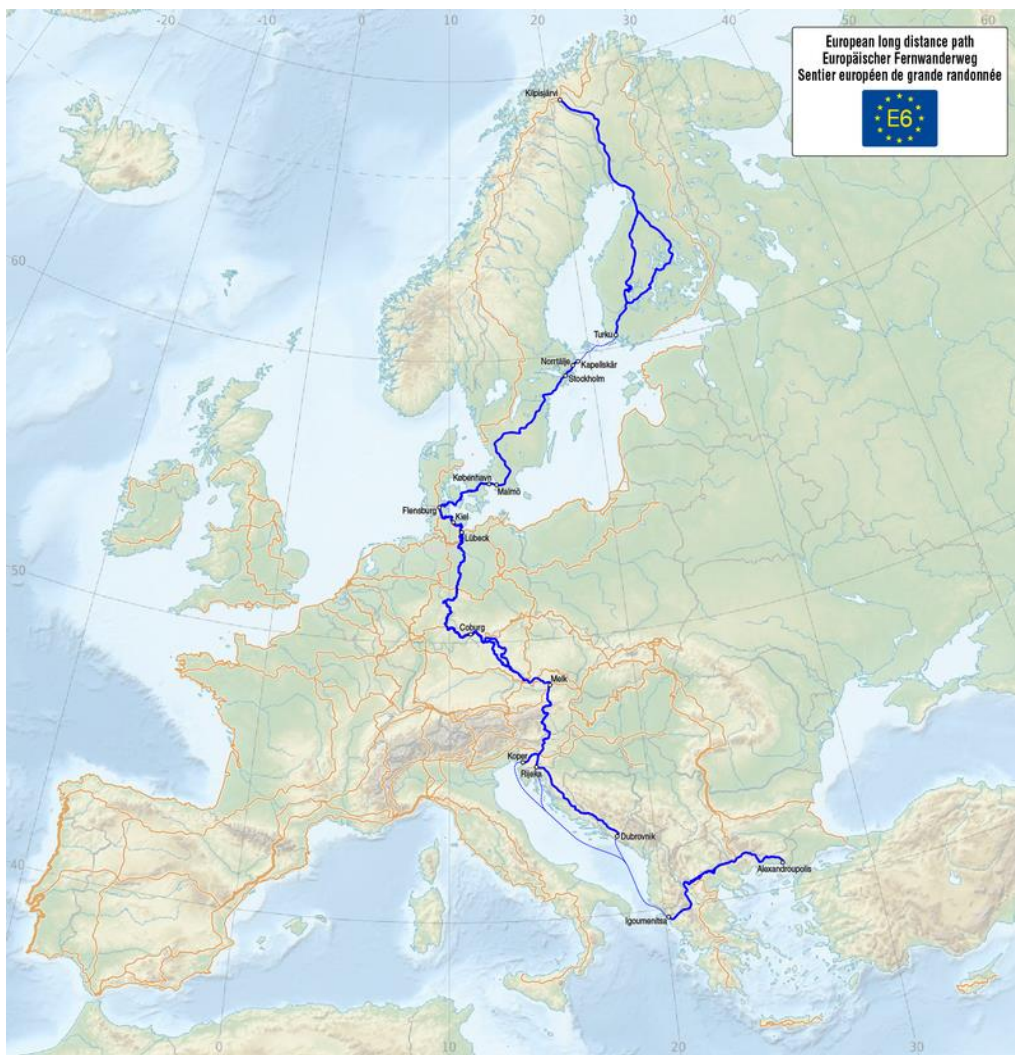 -20
-10
0
10
20
30
40
50
60
European long distance path
Europäischer Fernwanderweg
Sentier européen de grande randonnée
E6
Kilpisjärvi
60
Turku
Norrtälje
Kapellskär
Stockholm
København
Malmö
Flensburg
Kiel
Lübeck
50
Coburg
Melk
Koper
Rijeka
Dubrovnik
40
Alexandroupolis
Igoumenitsa
0
10
20
30